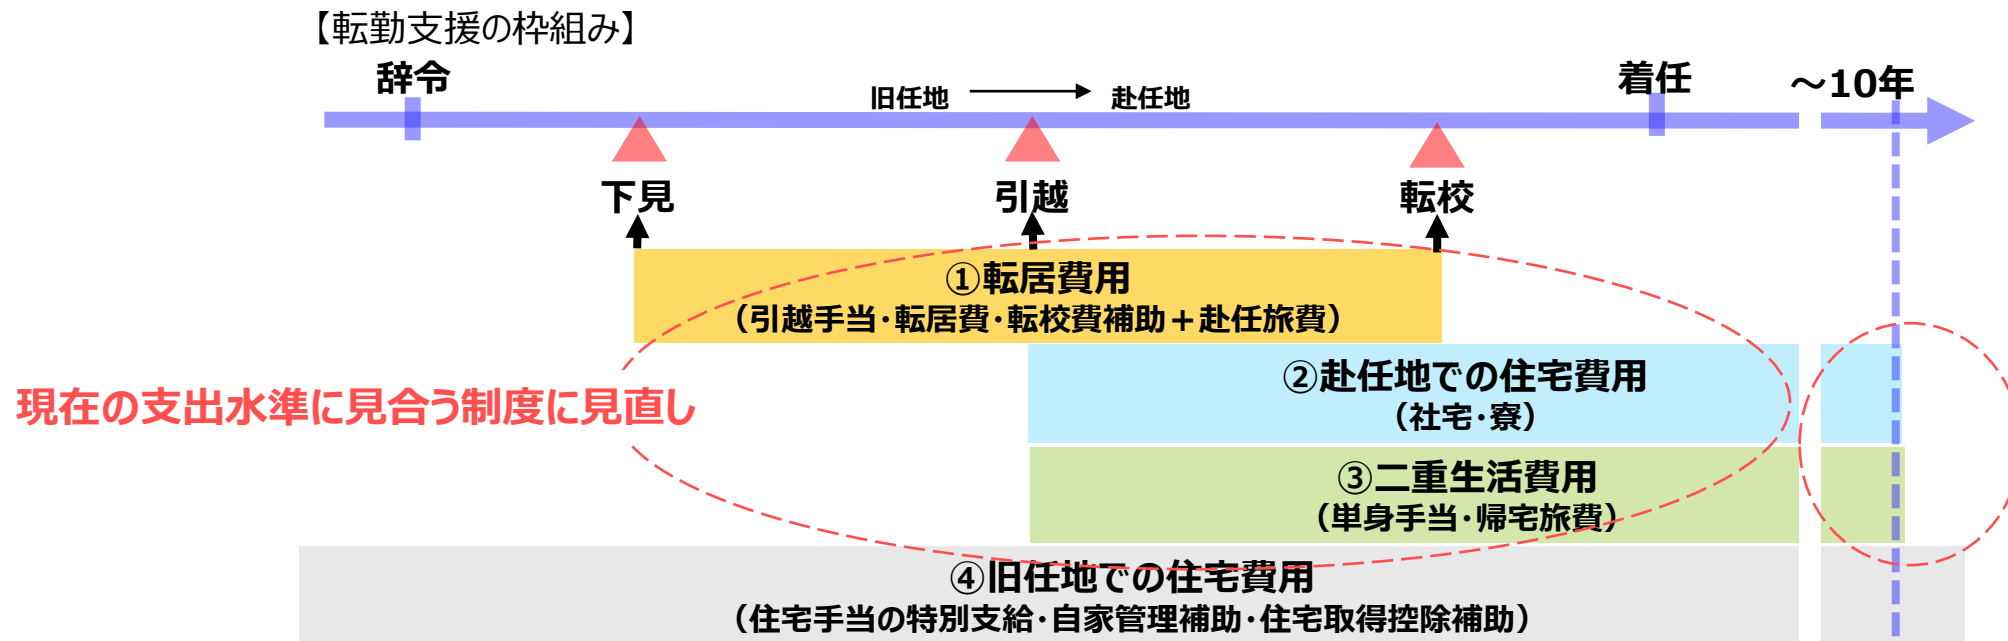 【転勤支援の枠組み】
辞令
旧任地
赴任地
着任
～10年
下見
引越
転校
①転居費用
（引越手当・転居費・転校費補助＋赴任旅費）
②赴任地での住宅費用
（社宅・寮）
現在の支出水準に見合う制度に見直し
③二重生活費用
（単身手当・帰宅旅費）
④旧任地での住宅費用
（住宅手当の特別支給・自家管理補助・住宅取得控除補助）